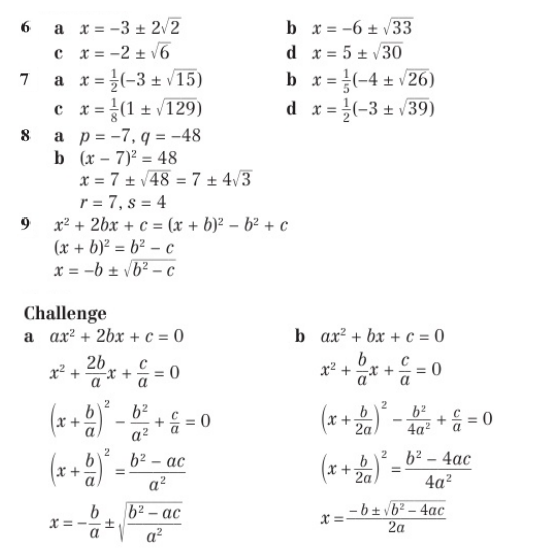 6 a x = −3 ± 2√2 b x = −6 ± √33
c x = −2 ± √6 d x = 5 ± √30
7 a x = ½(−3 ± √15) b x = ⅕(−4 ± √26)
c x = ⅛(1 ± √129) d x = ½(−3 ± √39)
8 a p = −7, q = −48
b (x − 7)² = 48
x = 7 ± √48 = 7 ± 4√3
r = 7, s = 4
9 x² + 2bx + c = (x + b)² − b² + c
(x + b)² = b² − c
x = −b ± √(b² − c)
Challenge
a ax² + 2bx + c = 0 b ax² + bx + c = 0
x² + (2b/a)x + c/a = 0 x² + (b/a)x + c/a = 0
(x + b/a)² − b²/a² + c/a = 0 (x + b/2a)² − b²/4a² + c/a = 0
(x + b/a)² = (b² − ac)/a² (x + b/2a)² = (b² − 4ac)/4a²
x = −b/a ± √((b² − ac)/a²) x = (−b ± √(b² − 4ac))/2a